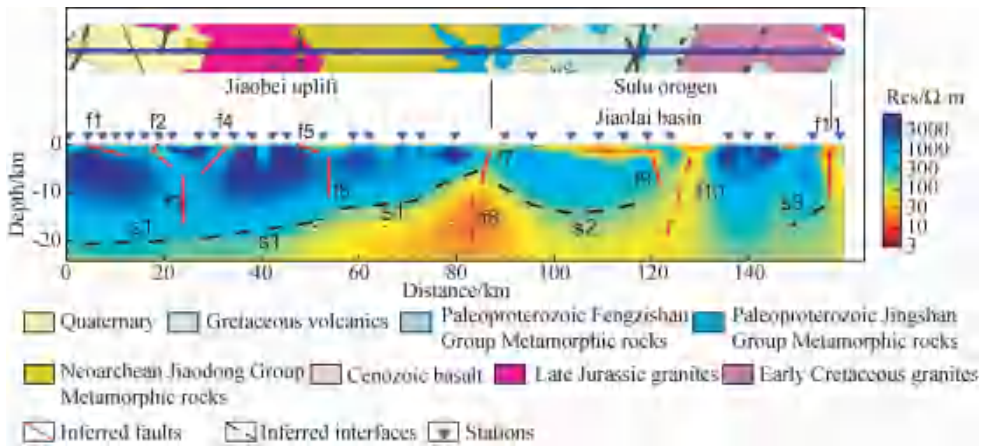 Jiaobei uplift Sulu orogen
Jiaolai basin
Res/Ω·m
f1 f2 f4 f5 f11
3000
1000
300
100
30
10
3
0
-10
-20
Depth/km
f7
f3 f6 f9 f10
s1 s1 s1 f8 s2 s3
0 20 40 60 80 100 120 140
Distance/km
Quaternary Gretaceous volcanics Paleoproterozoic Fengzishan Paleoproterozoic Jingshan
Group Metamorphic rocks Group Metamorphic rocks
Neoarchean Jiaodong Group Cenozoic basult Late Jurassic granites Early Cretaceous granites
Metamorphic rocks
Inferred faults Inferred interfaces Stations